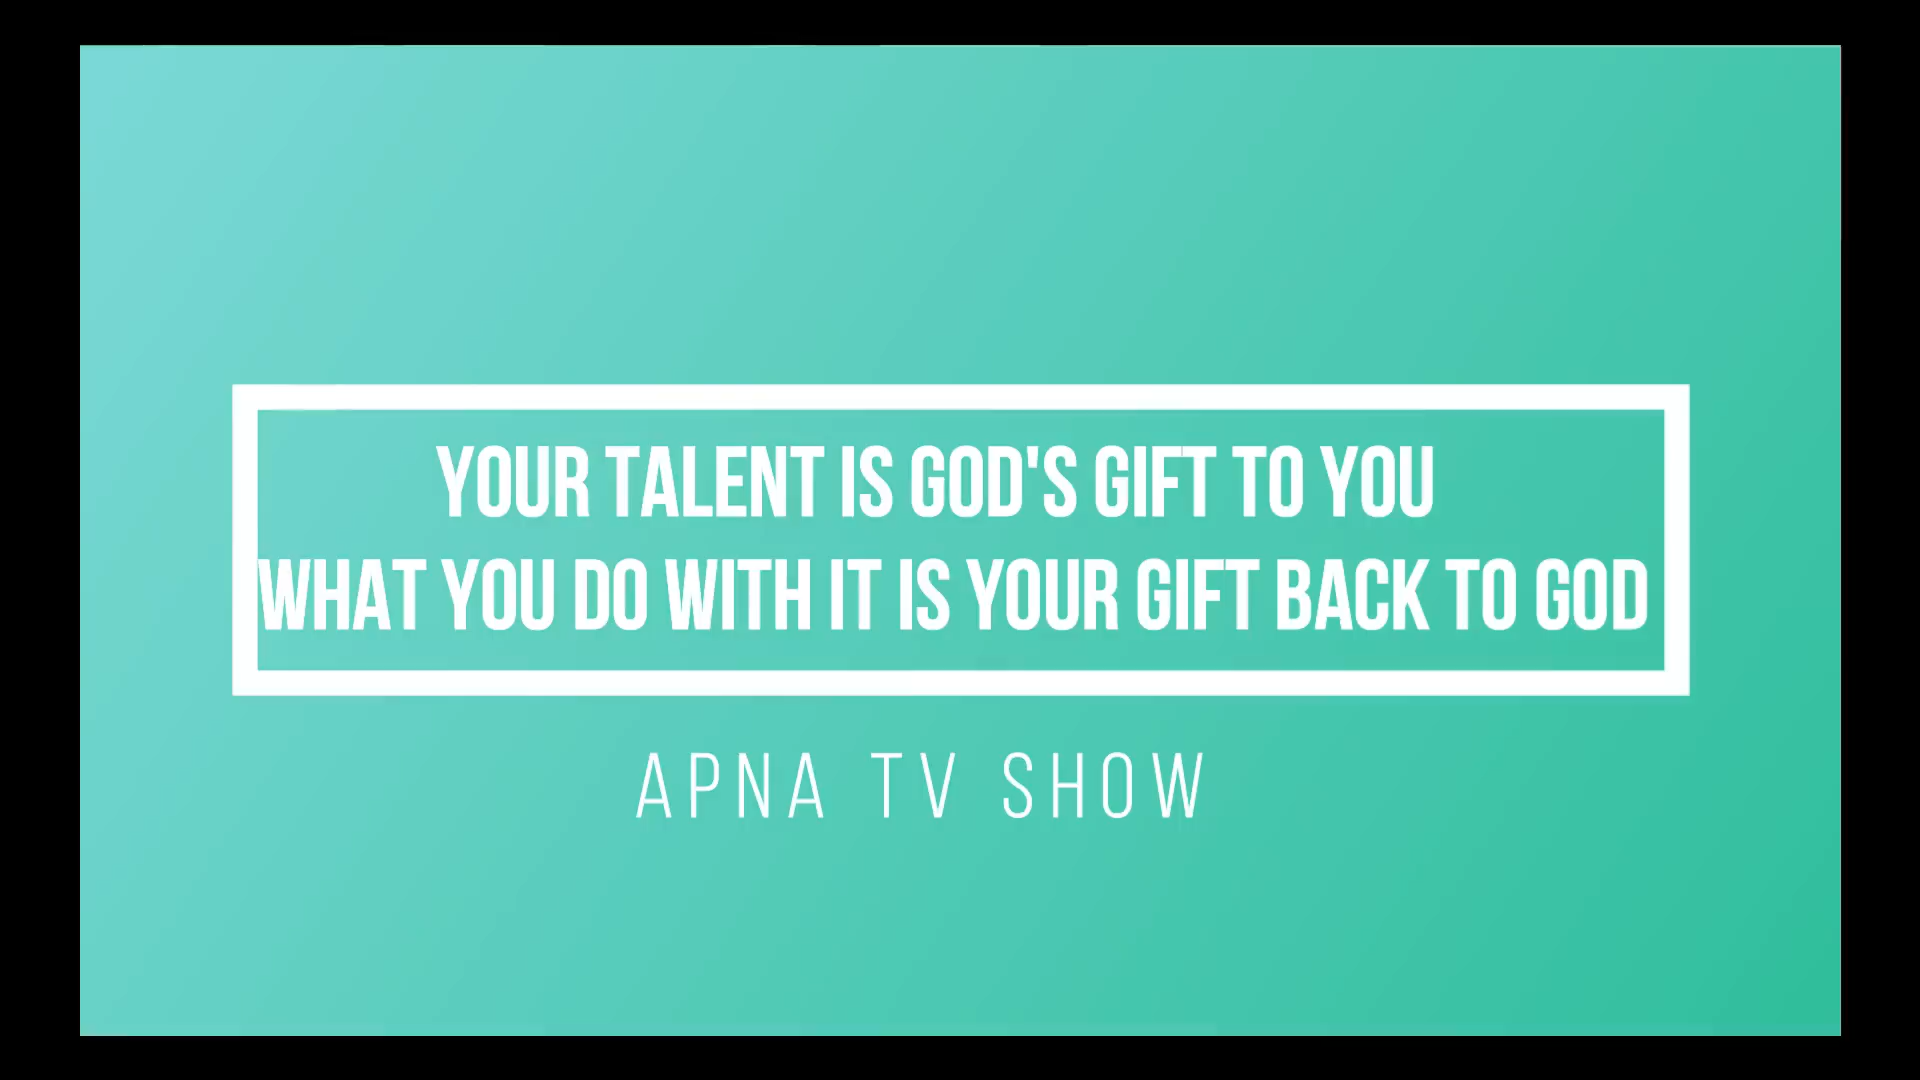 YOUR TALENT IS GOD'S GIFT TO YOU
WHAT YOU DO WITH IT IS YOUR GIFT BACK TO GOD
APNA TV SHOW